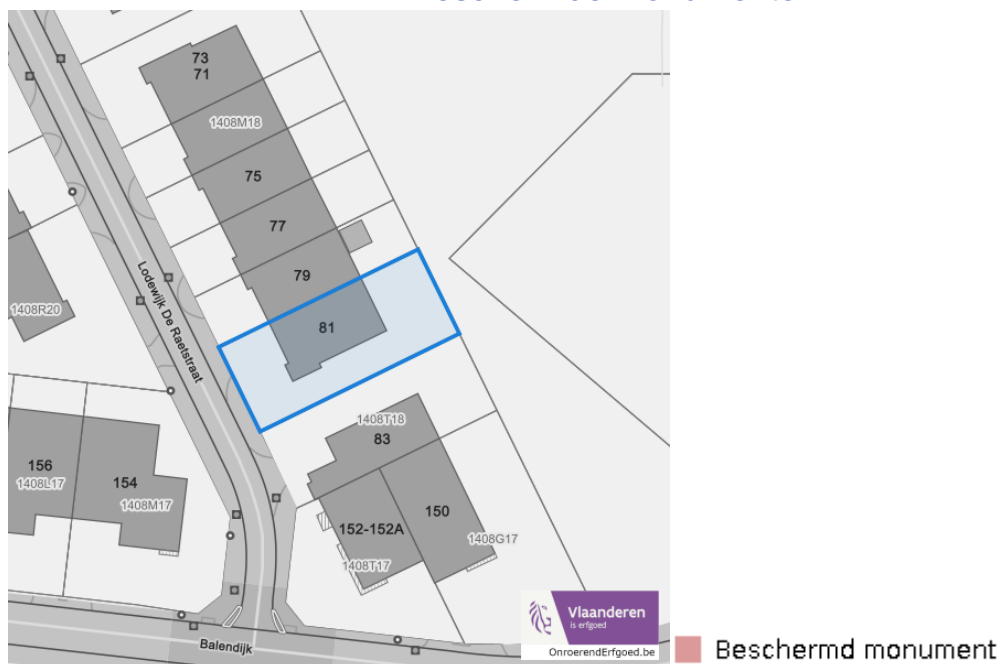 73
71
1408M18
75
77
79
81
Lodewijk De Raetstraat
1408R20
1408T18
83
156
1408L17
154
1408M17
150
152-152A
1408G17
1408T17
Balendijk
Vlaanderen
is erfgoed
OnroerendErfgoed.be
Beschermd monument